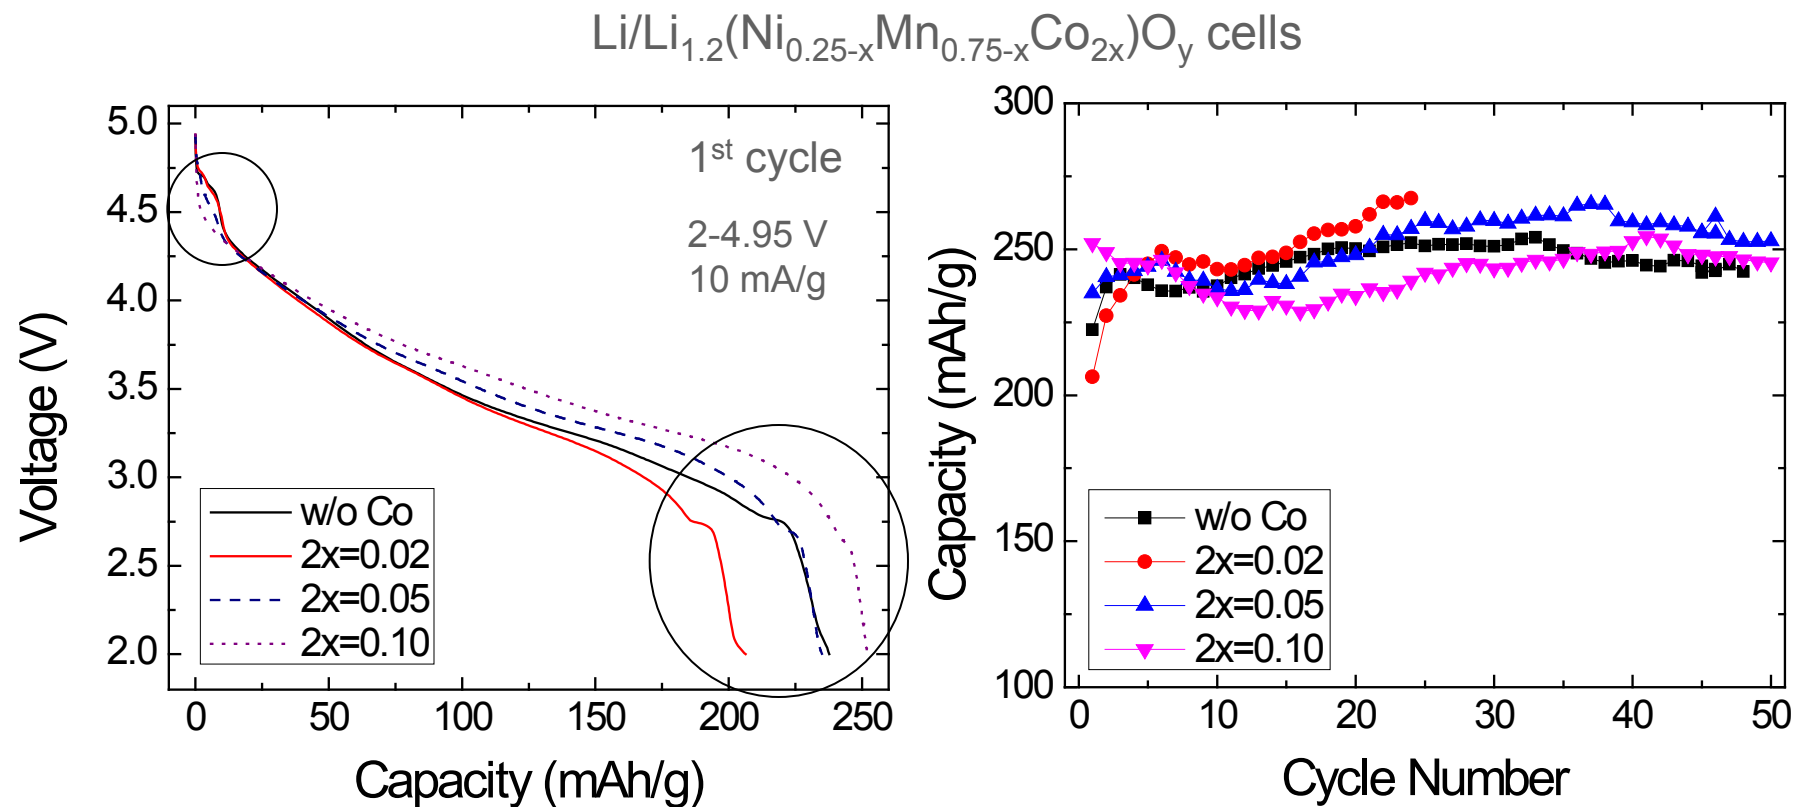 Li/Li1.2(Ni0.25-xMn0.75-xCo2x)Oy cells
Voltage (V)
5.0
4.5
4.0
3.5
3.0
2.5
2.0
1st cycle
2-4.95 V
10 mA/g
w/o Co
2x=0.02
2x=0.05
2x=0.10
0 50 100 150 200 250
Capacity (mAh/g)
Capacity (mAh/g)
300
250
200
150
100
w/o Co
2x=0.02
2x=0.05
2x=0.10
0 10 20 30 40 50
Cycle Number